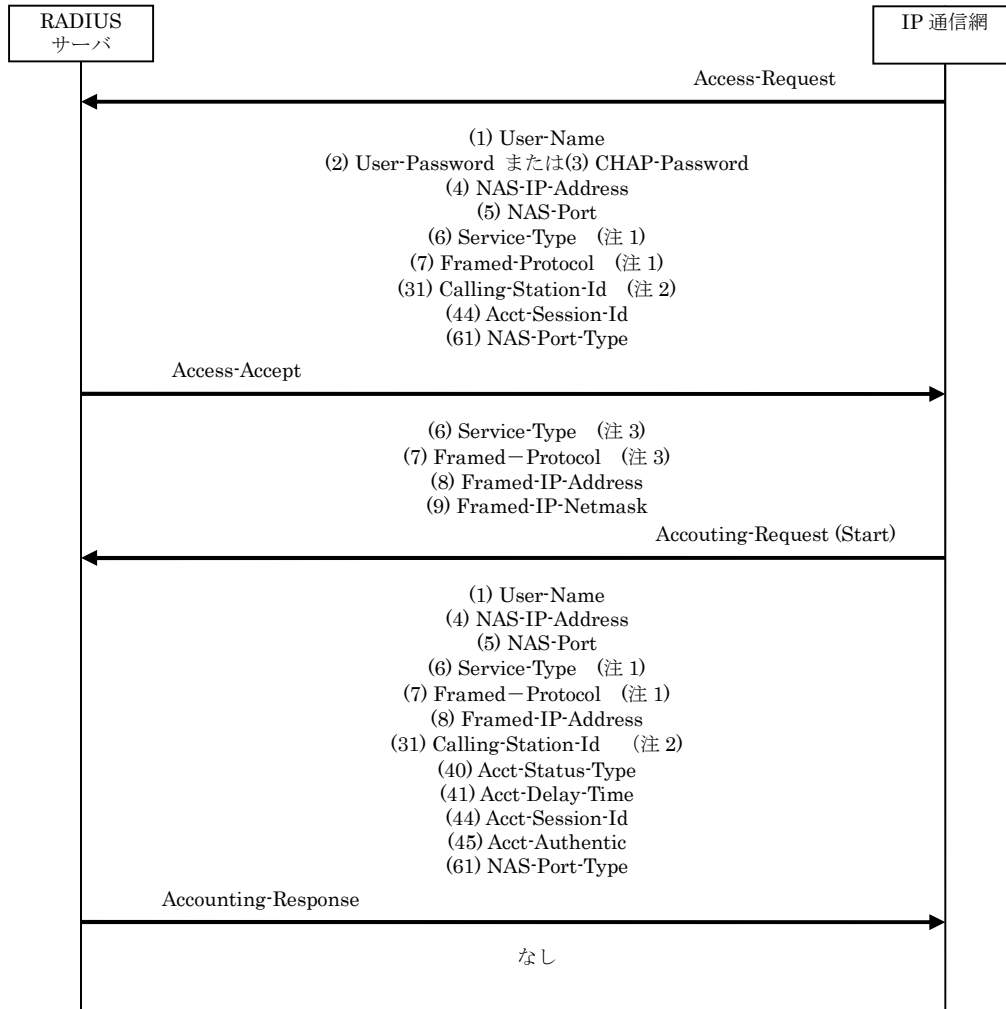 RADIUS
サーバ
IP 通信網
Access-Request
(1) User-Name
(2) User-Password または(3) CHAP-Password
(4) NAS-IP-Address
(5) NAS-Port
(6) Service-Type (注 1)
(7) Framed-Protocol (注 1)
(31) Calling-Station-Id (注 2)
(44) Acct-Session-Id
(61) NAS-Port-Type
Access-Accept
(6) Service-Type (注 3)
(7) Framed－Protocol (注 3)
(8) Framed-IP-Address
(9) Framed-IP-Netmask
Accouting-Request (Start)
(1) User-Name
(4) NAS-IP-Address
(5) NAS-Port
(6) Service-Type (注 1)
(7) Framed－Protocol (注 1)
(8) Framed-IP-Address
(31) Calling-Station-Id (注 2)
(40) Acct-Status-Type
(41) Acct-Delay-Time
(44) Acct-Session-Id
(45) Acct-Authentic
(61) NAS-Port-Type
Accounting-Response
なし